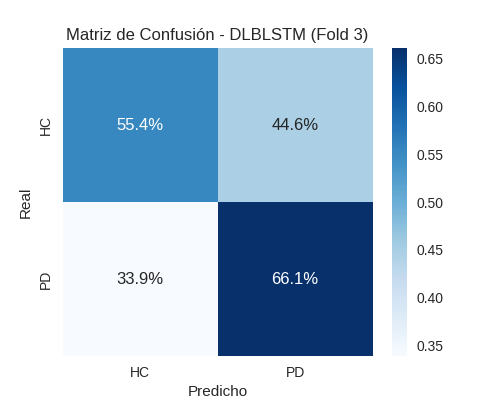 Matriz de Confusión - DLBLSTM (Fold 3)
HC
55.4%
44.6%
PD
33.9%
66.1%
Real
HC
PD
Predicho
0.65
0.60
0.55
0.50
0.45
0.40
0.35